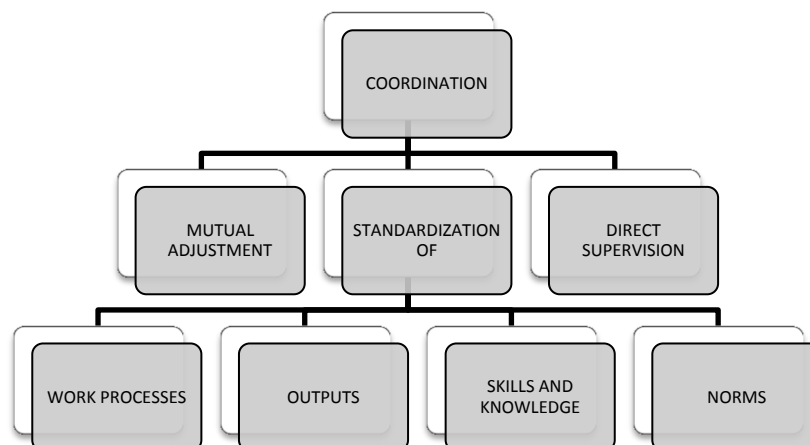 COORDINATION
MUTUAL
ADJUSTMENT
STANDARDIZATION
OF
DIRECT
SUPERVISION
WORK PROCESSES
OUTPUTS
SKILLS AND
KNOWLEDGE
NORMS